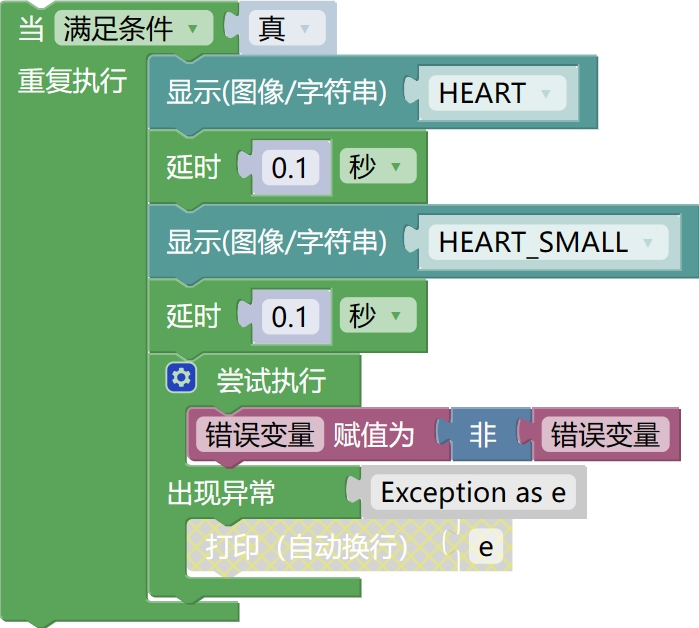 当 满足条件 真
重复执行
显示(图像/字符串) HEART
延时 0.1 秒
显示(图像/字符串) HEART_SMALL
延时 0.1 秒
尝试执行
错误变量 赋值为 非 错误变量
出现异常 Exception as e
打印（自动换行） e